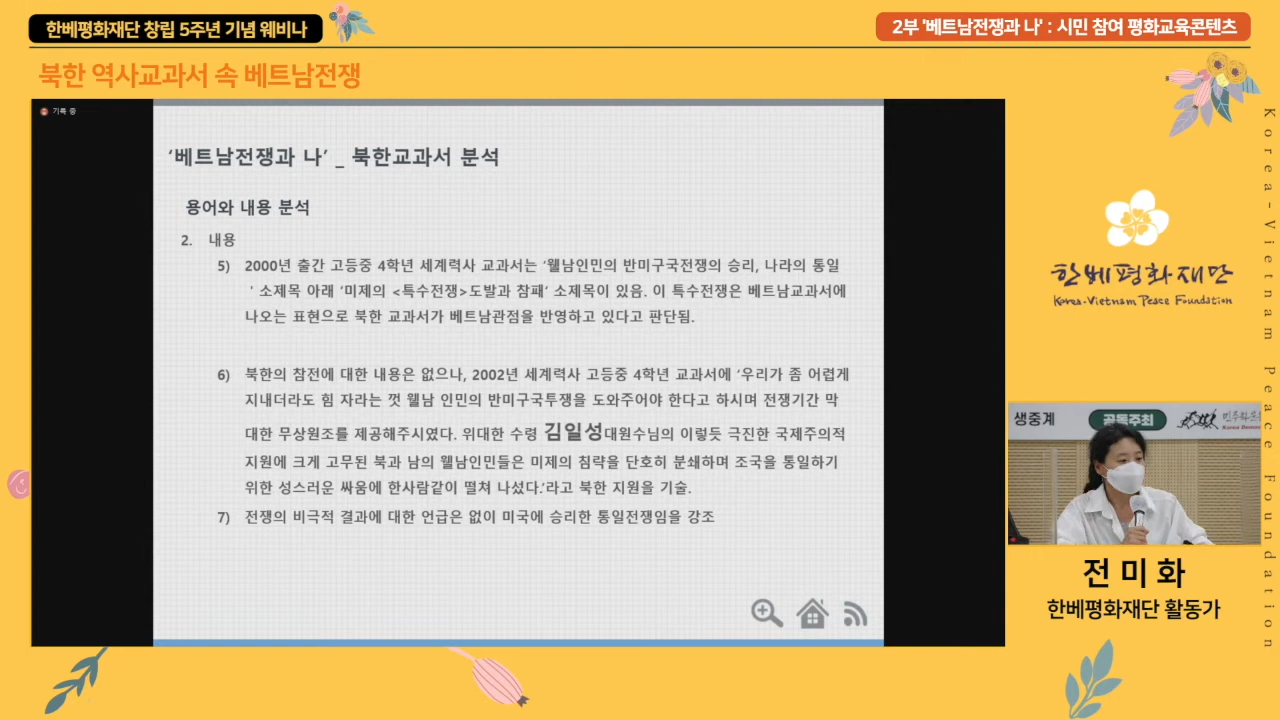 한베평화재단 창립 5주년 기념 웨비나
2부 '베트남전쟁과 나' : 시민 참여 평화교육콘텐츠
북한 역사교과서 속 베트남전쟁
기록 중
‘베트남전쟁과 나’ _ 북한교과서 분석
용어와 내용 분석
2. 내용
5) 2000년 출간 고등중 4학년 세계력사 교과서는 ‘웰남인민의 반미구국전쟁의 승리, 나라의 통일
‘ 소제목 아래 ‘미제의 <특수전쟁>도발과 참패‘ 소제목이 있음. 이 특수전쟁은 베트남교과서에
나오는 표현으로 북한 교과서가 베트남관점을 반영하고 있다고 판단됨.
6) 북한의 참전에 대한 내용은 없으나, 2002년 세계력사 고등중 4학년 교과서에 ‘우리가 좀 어렵게
지내더라도 힘 자라는 껏 웰남 인민의 반미구국투쟁을 도와주어야 한다고 하시며 전쟁기간 막
대한 무상원조를 제공해주시였다. 위대한 수령 김일성대원수님의 이렇듯 극진한 국제주의적
지원에 크게 고무된 북과 남의 웰남인민들은 미제의 침략을 단호히 분쇄하며 조국을 통일하기
위한 성스러운 싸움에 한사람같이 떨쳐 나섰다.’라고 북한 지원을 기술.
7) 전쟁의 비극적 결과에 대한 언급은 없이 미국에 승리한 통일전쟁임을 강조
한베평화재단
Korea-Vietnam Peace Foundation
생중계
공동주최
Korea Democ
전 미 화
한베평화재단 활동가
Korea-Vietnam Peace Foundation